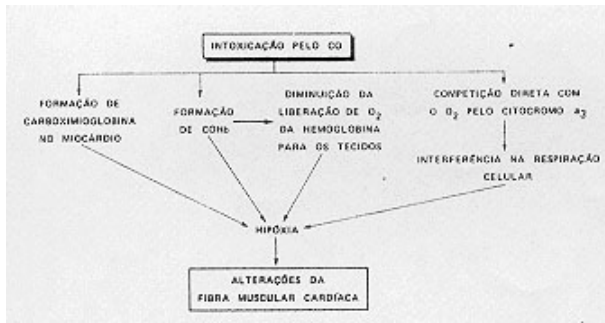 INTOXICAÇÃO PELO CO
FORMAÇÃO DE
CARBOXIMIOGLOBINA
NO MIOCÁRDIO
FORMAÇÃO
DE COHb
DIMINUIÇÃO DA
LIBERAÇÃO DE O2
DA HEMOGLOBINA
PARA OS TECIDOS
COMPETIÇÃO DIRETA COM
O O2 PELO CITOCROMO a3
INTERFERÊNCIA NA RESPIRAÇÃO
CELULAR
HIPÓXIA
ALTERAÇÕES DA
FIBRA MUSCULAR CARDÍACA